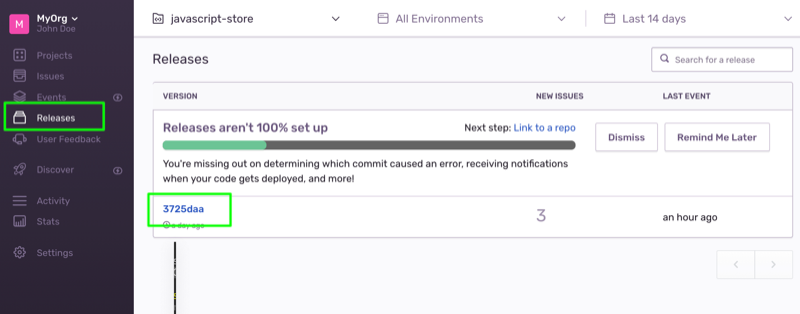 M
MyOrg
John Doe
Projects
Issues
Events
Releases
User Feedback
Discover
Activity
Stats
Settings
javascript-store
All Environments
Last 14 days
Releases
Search for a release
VERSION
NEW ISSUES
LAST EVENT
Releases aren't 100% set up
Next step: Link to a repo
Dismiss
Remind Me Later
You're missing out on determining which commit caused an error, receiving notifications
when your code gets deployed, and more!
3725daa
a day ago
3
an hour ago